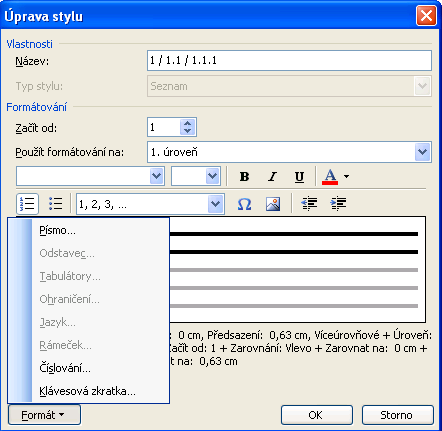 Úprava stylu
Vlastnosti
Název:
1 / 1.1 / 1.1.1
Typ stylu:
Seznam
Formátování
Začít od:
1
Použít formátování na:
1. úroveň
B I U A
1, 2, 3, ...
Ω
Písmo...
Odstavec...
Tabulátory...
Ohraničení...
Jazyk...
Rámeček...
Číslování...
Klávesová zkratka...
: 0 cm, Předsazení: 0,63 cm, Víceúrovňové + Úroveň:
Začít od: 1 + Zarovnání: Vlevo + Zarovnat na: 0 cm +
t na: 0,63 cm
Formát
OK
Storno